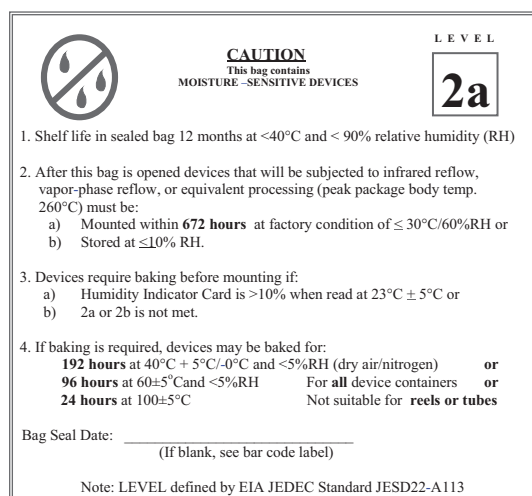 LEVEL
CAUTION
This bag contains
MOISTURE –SENSITIVE DEVICES
2a
1. Shelf life in sealed bag 12 months at <40°C and < 90% relative humidity (RH)
2. After this bag is opened devices that will be subjected to infrared reflow,
vapor-phase reflow, or equivalent processing (peak package body temp.
260°C) must be:
a) Mounted within 672 hours at factory condition of ≤ 30°C/60%RH or
b) Stored at ≤10% RH.
3. Devices require baking before mounting if:
a) Humidity Indicator Card is >10% when read at 23°C ± 5°C or
b) 2a or 2b is not met.
4. If baking is required, devices may be baked for:
192 hours at 40°C + 5°C/-0°C and <5%RH (dry air/nitrogen) or
96 hours at 60±5°Cand <5%RH For all device containers or
24 hours at 100±5°C Not suitable for reels or tubes
Bag Seal Date: ______________________________
(If blank, see bar code label)
Note: LEVEL defined by EIA JEDEC Standard JESD22-A113